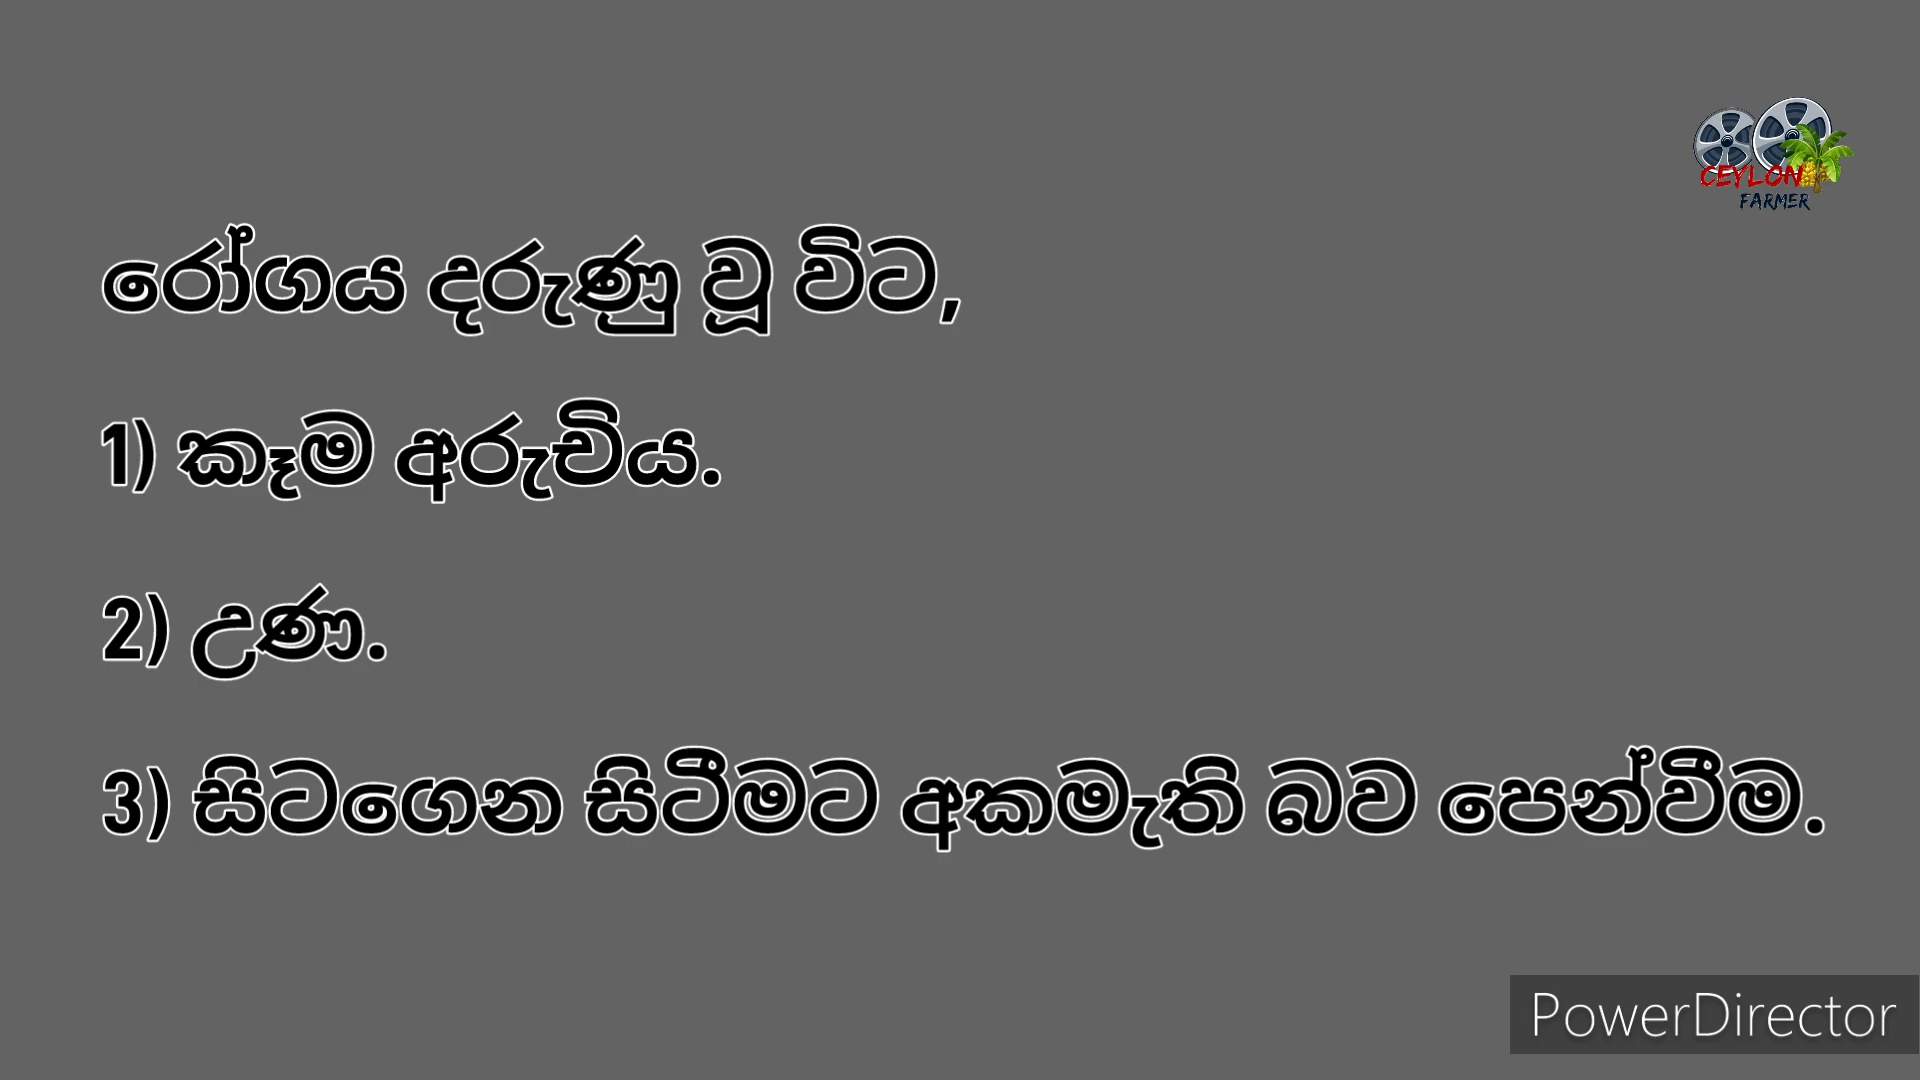 CEYLON
FARMER
රෝගය දරුණු වූ විට,
1) කෑම අරුචිය.
2) උණ.
3) සිටගෙන සිටීමට අකමැති බව පෙන්වීම.
PowerDirector